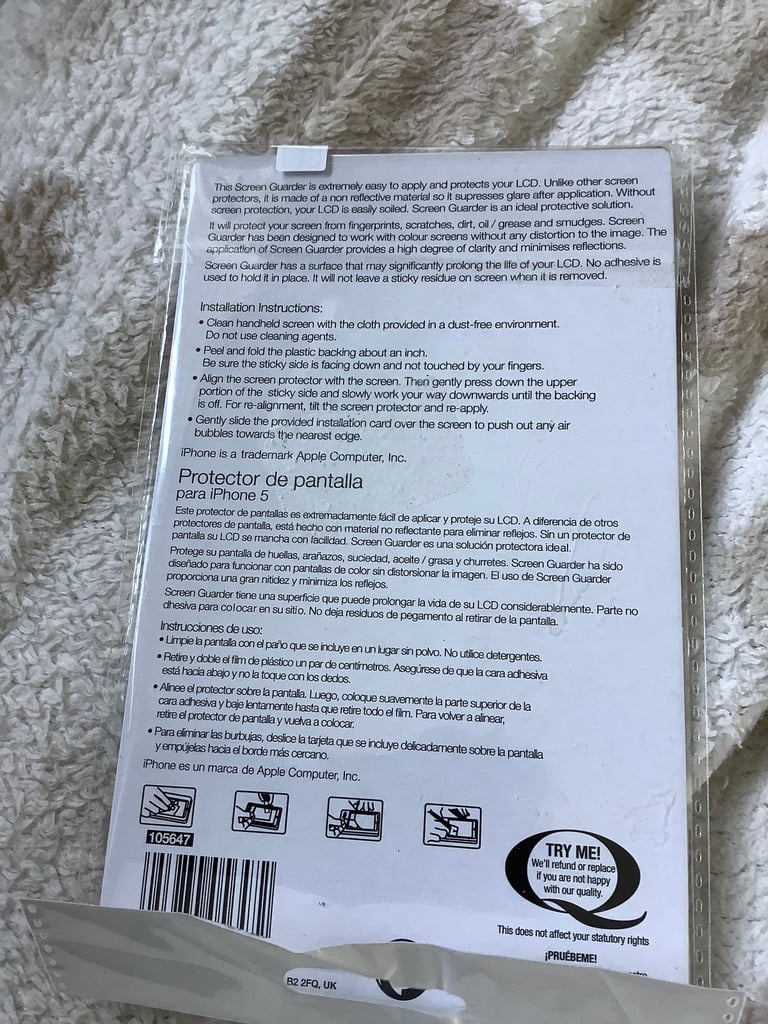 This Screen Guarder is extremely easy to apply and protects your LCD. Unlike other screen
protectors, it is made of a non reflective material so it supresses glare after application. Without
screen protection, your LCD is easily soiled. Screen Guarder is an ideal protective solution.
It will protect your screen from fingerprints, scratches, dirt, oil / grease and smudges. Screen
Guarder has been designed to work with colour screens without any distortion to the image. The
application of Screen Guarder provides a high degree of clarity and minimises reflections.
Screen Guarder has a surface that may significantly prolong the life of your LCD. No adhesive is
used to hold it in place. It will not leave a sticky residue on screen when it is removed.
Installation Instructions:
• Clean handheld screen with the cloth provided in a dust-free environment.
Do not use cleaning agents.
• Peel and fold the plastic backing about an inch.
Be sure the sticky side is facing down and not touched by your fingers.
• Align the screen protector with the screen. Then gently press down the upper
portion of the sticky side and slowly work your way downwards until the backing
is off. For re-alignment, tilt the screen protector and re-apply.
• Gently slide the provided installation card over the screen to push out any air
bubbles towards the nearest edge.
iPhone is a trademark Apple Computer, Inc.
Protector de pantalla
para iPhone 5
Este protector de pantallas es extremadamente fácil de aplicar y proteje su LCD. A diferencia de otros
protectores de pantalla, está hecho con material no reflectante para eliminar reflejos. Sin un protector de
pantalla su LCD se mancha con facilidad. Screen Guarder es una solución protectora ideal.
Protege su pantalla de huellas, arañazos, suciedad, aceite / grasa y churretes. Screen Guarder ha sido
diseñado para funcionar con pantallas de color sin distorsionar la imagen. El uso de Screen Guarder
proporciona una gran nitidez y minimiza los reflejos.
Screen Guarder tiene una superficie que puede prolongar la vida de su LCD considerablemente. Parte no
dhesiva para colocar en su sitio. No deja residuos de pegamento al retirar de la pantalla.
Instrucciones de uso:
• Limpie la pantalla con el paño que se incluye en un lugar sin polvo. No utilice detergentes.
• Retire y doble el film de plástico un par de centímetros. Asegúrese de que la cara adhesiva
está hacia abajo y no la toque con los dedos.
• Alinee el protector sobre la pantalla. Luego, coloque suavemente la parte superior de la
cara adhesiva y baje lentamente hasta que retire todo el film. Para volver a alinear,
retire el protector de pantalla y vuelva a colocar.
• Para eliminar las burbujas, deslice la tarjeta que se incluye delicadamente sobre la pantalla
y empújelas hacia el borde más cercano.
iPhone es un marca de Apple Computer, Inc.
105647
TRY ME!
We'll refund or replace
if you are not happy
with our quality.
This does not affect your statutory rights
¡PRUÉBEME!
B2 2FQ, UK